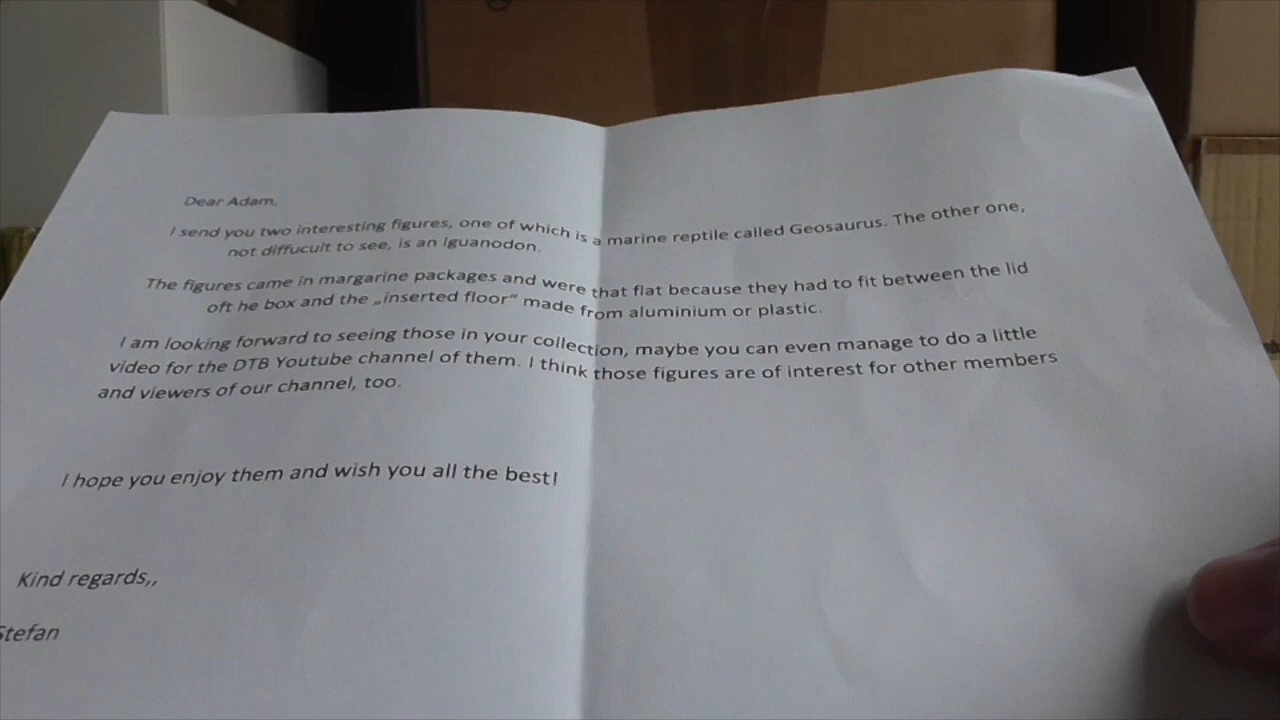 Dear Adam,
I send you two interesting figures, one of which is a marine reptile called Geosaurus. The other one,
not diffucult to see, is an Iguanodon.
The figures came in margarine packages and were that flat because they had to fit between the lid
oft he box and the „inserted floor“ made from aluminium or plastic.
I am looking forward to seeing those in your collection, maybe you can even manage to do a little
video for the DTB Youtube channel of them. I think those figures are of interest for other members
and viewers of our channel, too.
I hope you enjoy them and wish you all the best!
Kind regards,,
Stefan